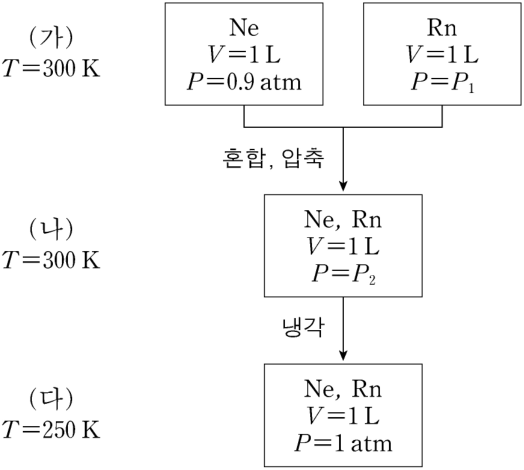 (가)
T=300 K
Ne
V=1 L
P=0.9 atm
Rn
V=1 L
P=P₁
혼합, 압축
(나)
T=300 K
Ne, Rn
V=1 L
P=P₂
냉각
(다)
T=250 K
Ne, Rn
V=1 L
P=1 atm